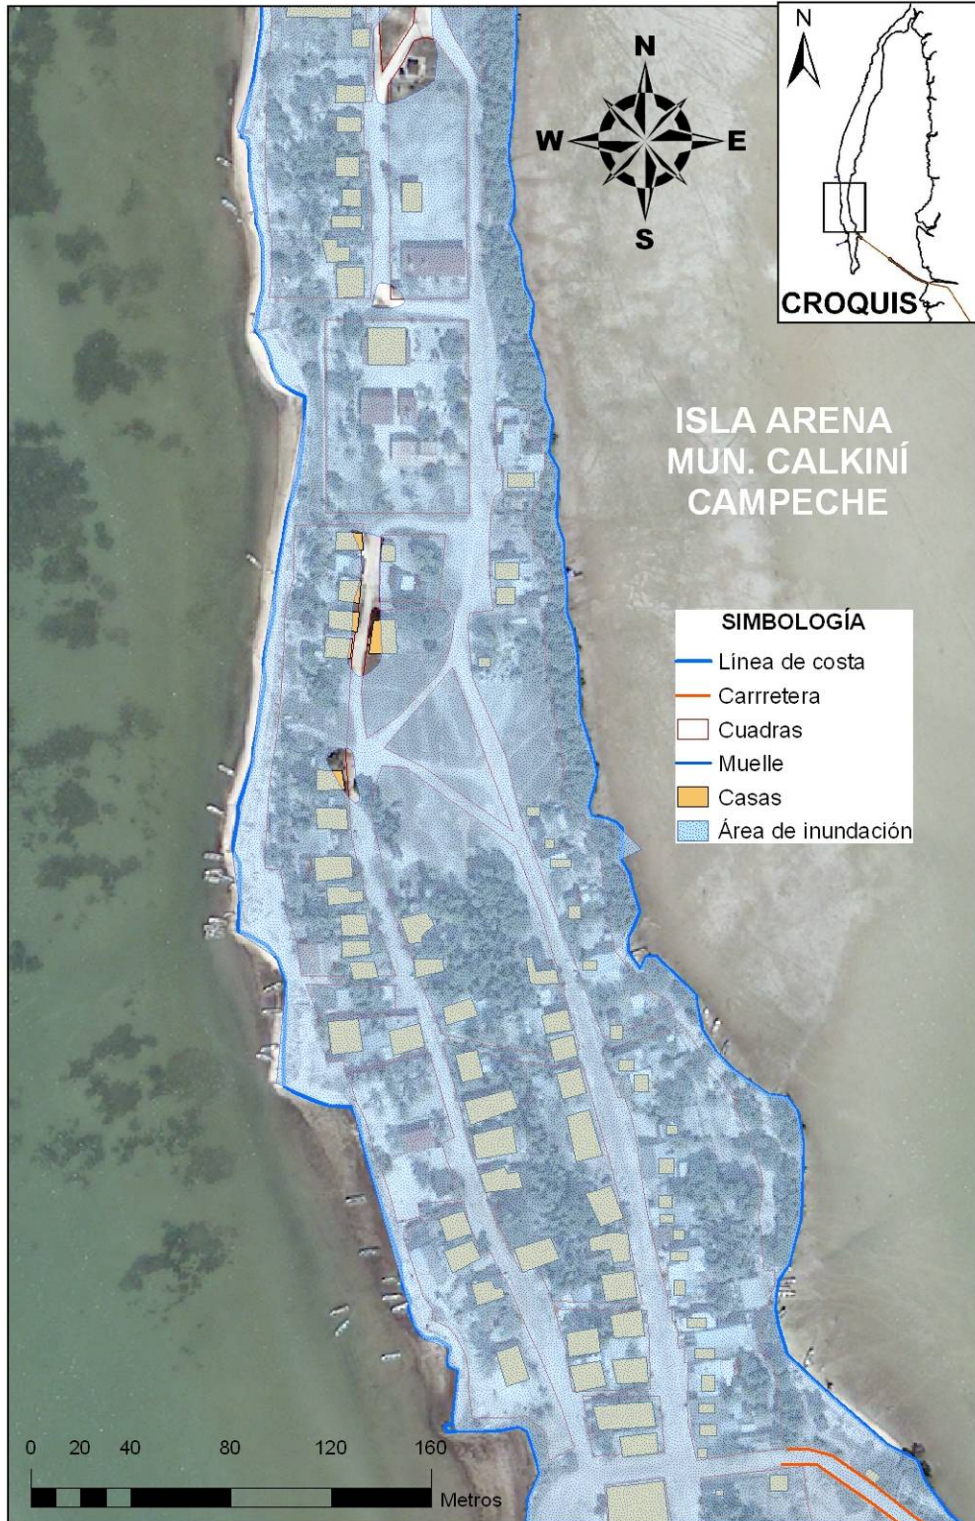 N
CROQUIS
N
W E
S
ISLA ARENA
MUN. CALKINÍ
CAMPECHE
SIMBOLOGÍA
Línea de costa
Carrretera
Cuadras
Muelle
Casas
Área de inundación
0 20 40 80 120 160
Metros